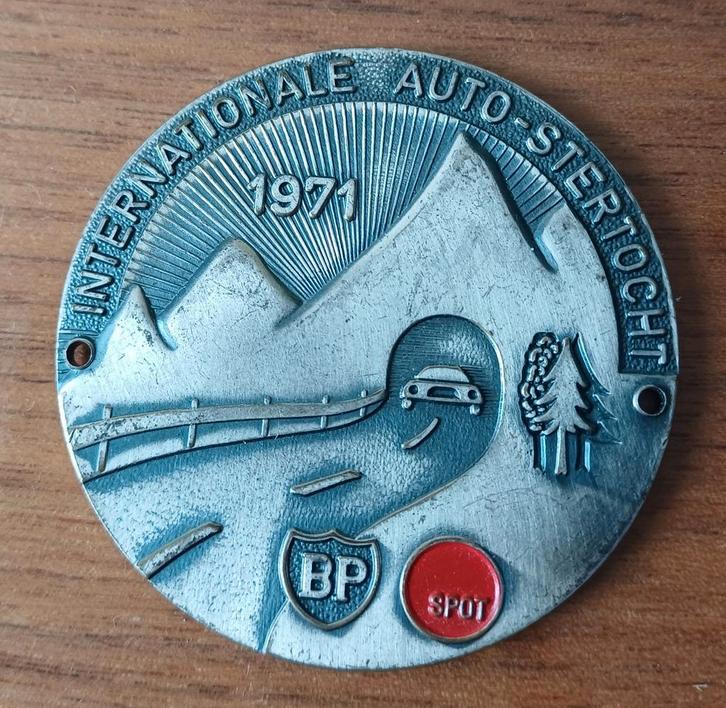 INTERNATIONALE AUTO-STERTOCHT
1971
BP
SPOT